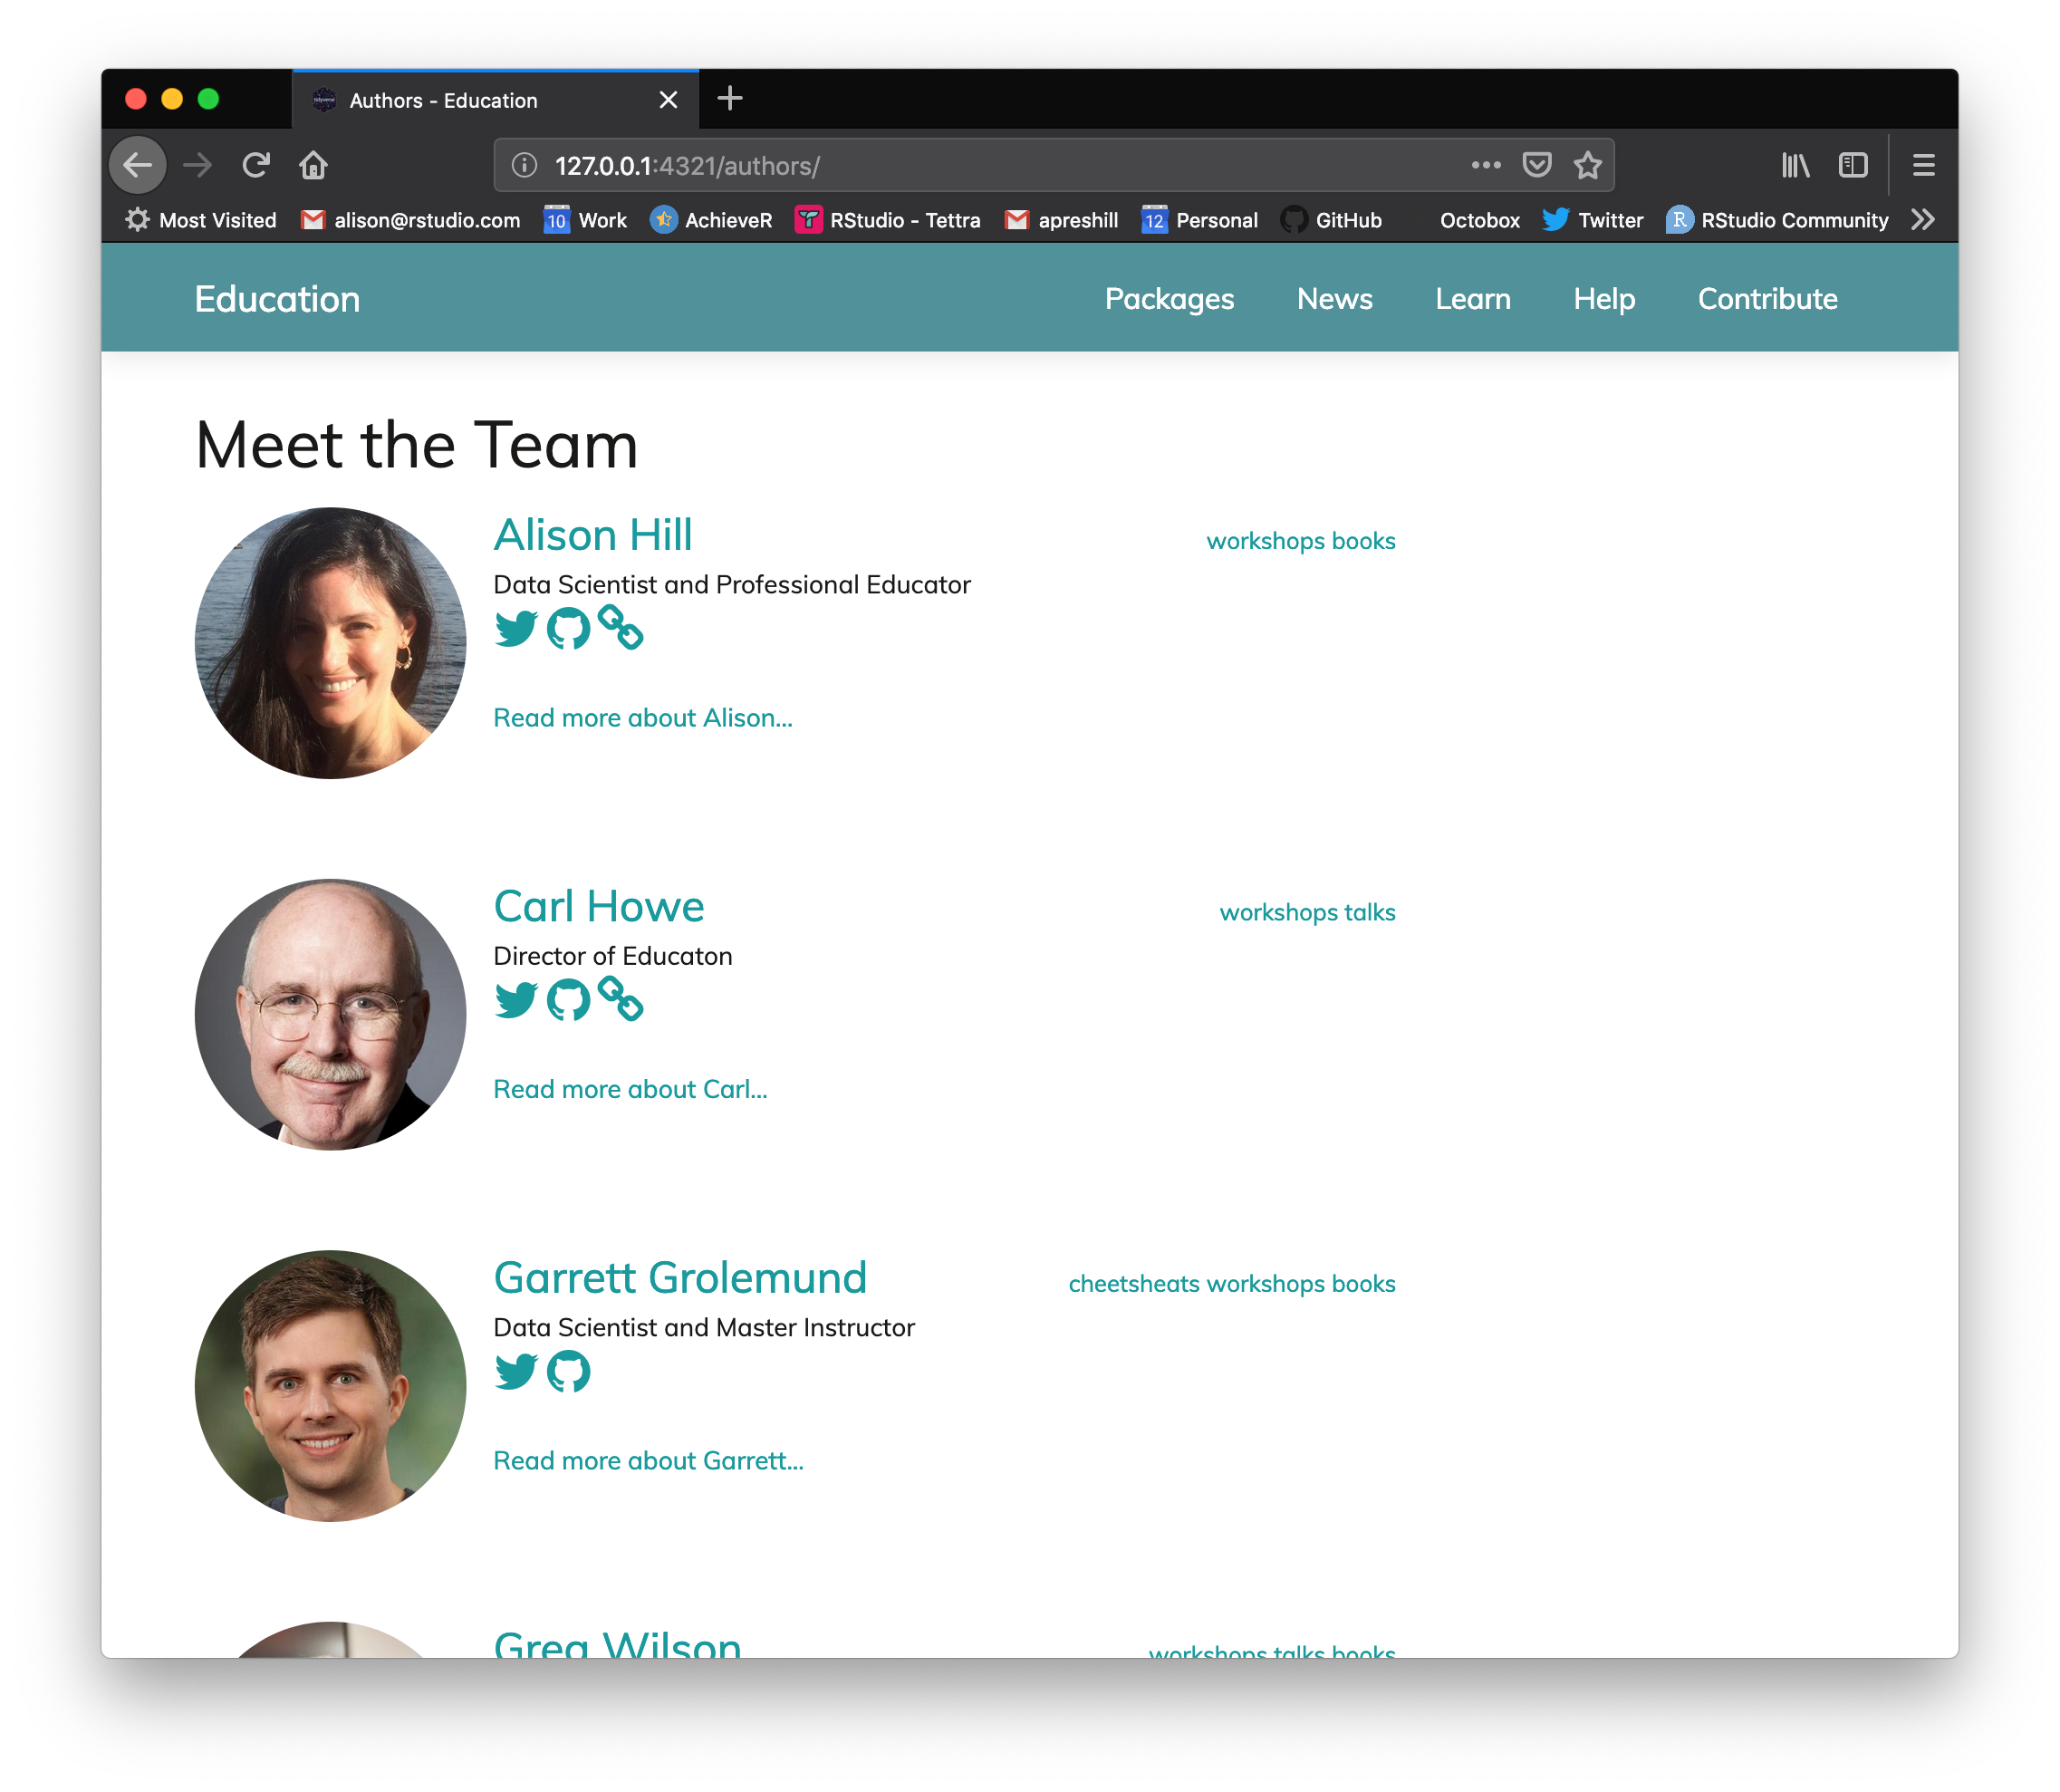 Authors - Education
127.0.0.1:4321/authors/
Most Visited alison@rstudio.com 10 Work AchieveR RStudio - Tettra apreshill 12 Personal GitHub Octobox Twitter R RStudio Community
Education Packages News Learn Help Contribute
Meet the Team
Alison Hill workshops books
Data Scientist and Professional Educator
Read more about Alison...
Carl Howe workshops talks
Director of Educaton
Read more about Carl...
Garrett Grolemund cheetsheats workshops books
Data Scientist and Master Instructor
Read more about Garrett...
Greg Wilson workshops talks books